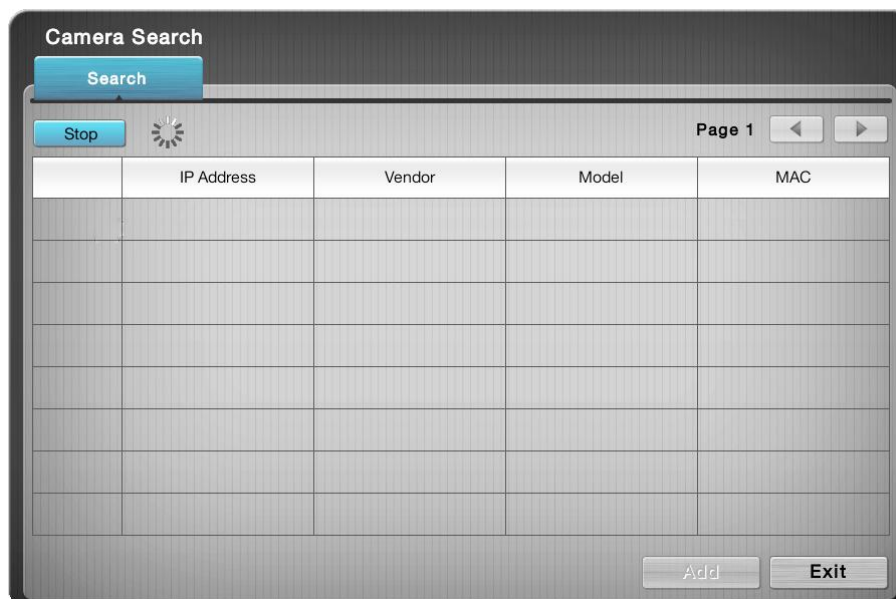 Camera Search
Search
Stop Page 1
IP Address Vendor Model MAC
Add Exit